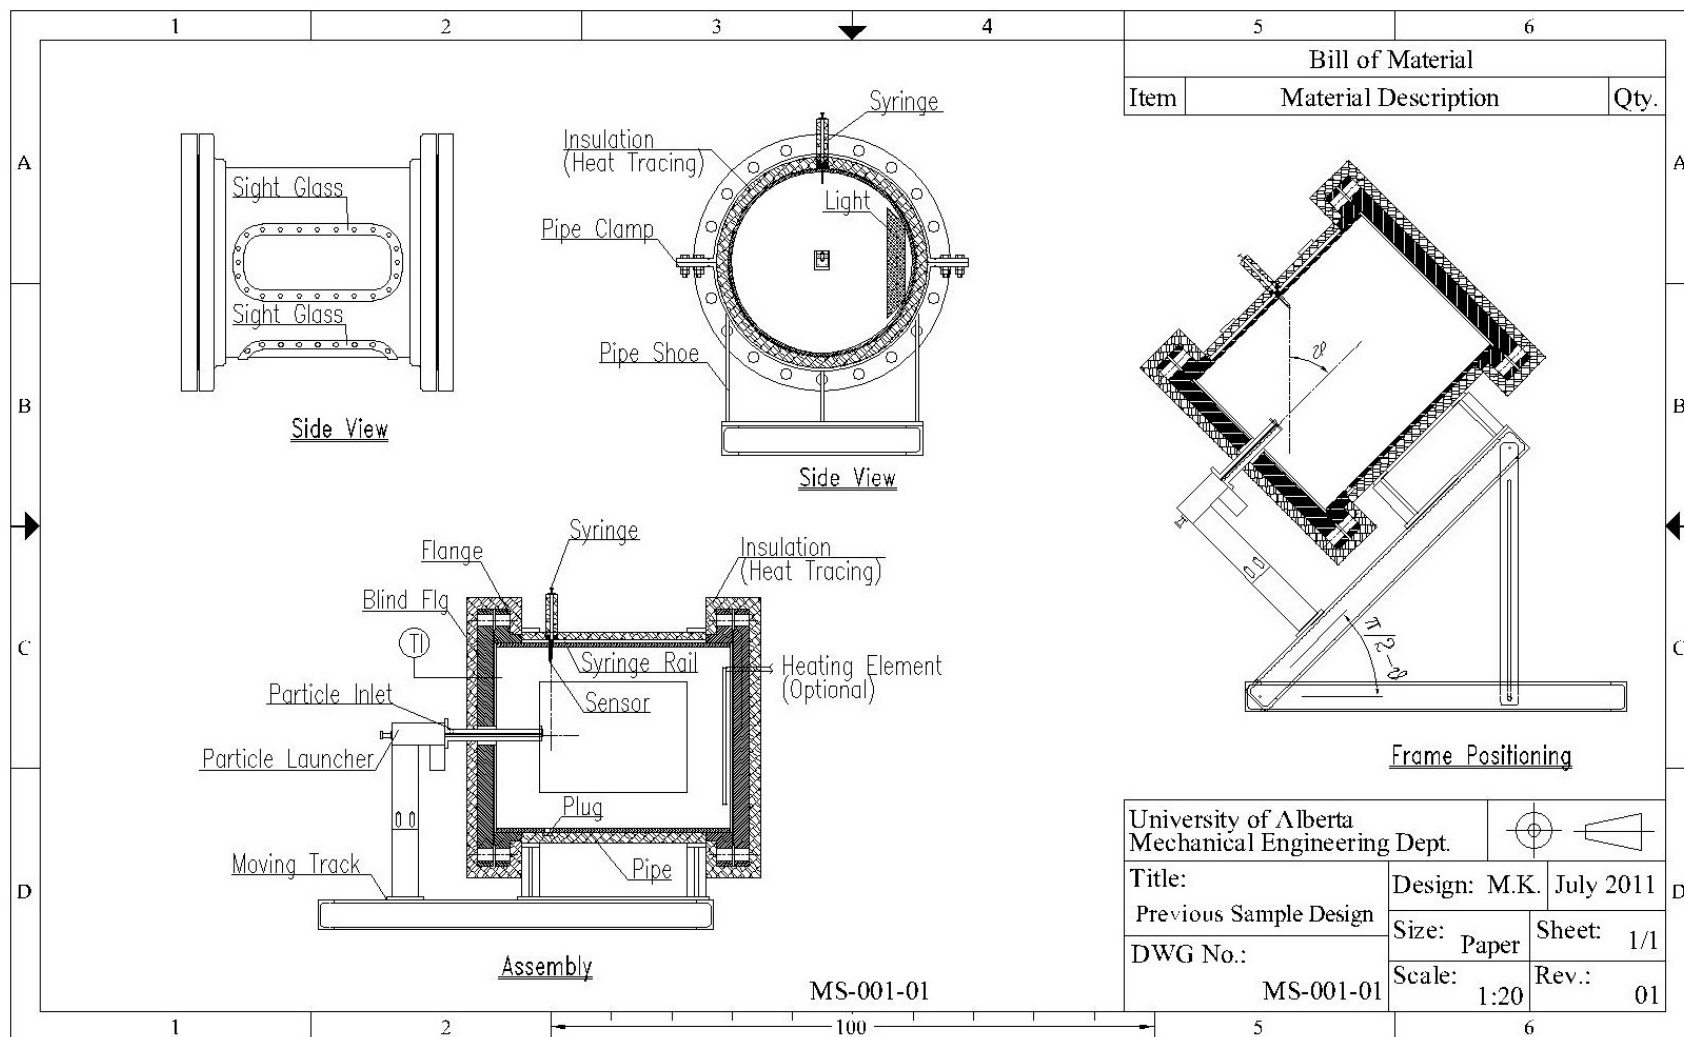 1 2 3 4 5 6
Bill of Material
Item Material Description Qty.
A A
B B
C C
D D
Sight Glass
Sight Glass
Side View
Syringe
Insulation
(Heat Tracing)
Light
Pipe Clamp
Pipe Shoe
Side View
Syringe
Flange
Insulation
(Heat Tracing)
Blind Flg
TI
Syringe Rail
Heating Element
(Optional)
Particle Inlet
Sensor
Particle Launcher
Plug
Moving Track
Pipe
Assembly
ϑ
π/2-ϑ
Frame Positioning
University of Alberta
Mechanical Engineering Dept.
Title:
Previous Sample Design
Design: M.K. July 2011
Size: Paper Sheet: 1/1
DWG No.:
MS-001-01
Scale: 1:20 Rev.: 01
MS-001-01
1 2 100 5 6